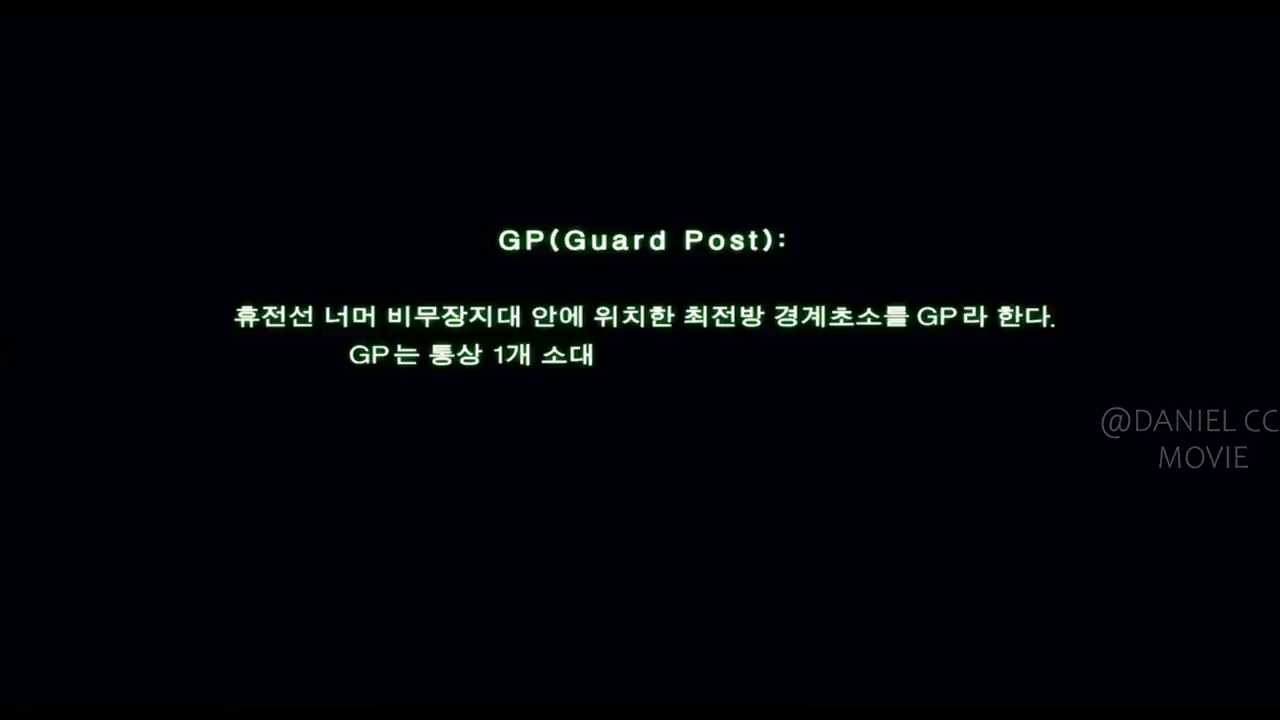 GP(Guard Post):
휴전선 너머 비무장지대 안에 위치한 최전방 경계초소를 GP라 한다.
GP는 통상 1개 소대
@DANIEL CC
MOVIE